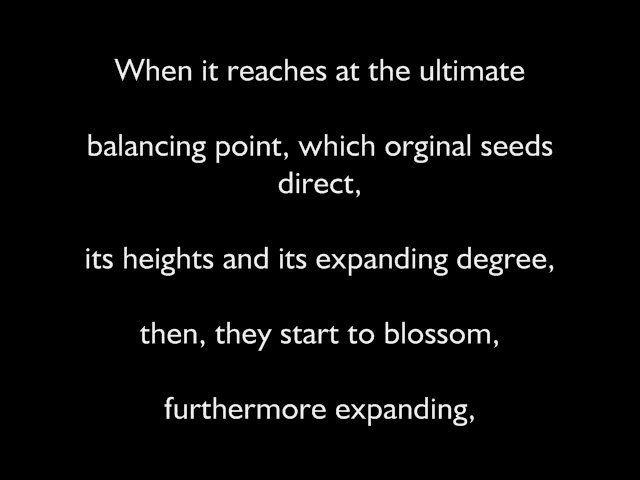 When it reaches at the ultimate
balancing point, which orginal seeds
direct,
its heights and its expanding degree,
then, they start to blossom,
furthermore expanding,